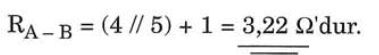 R_A – B = (4 // 5) + 1 = 3,22 Ω'dur.